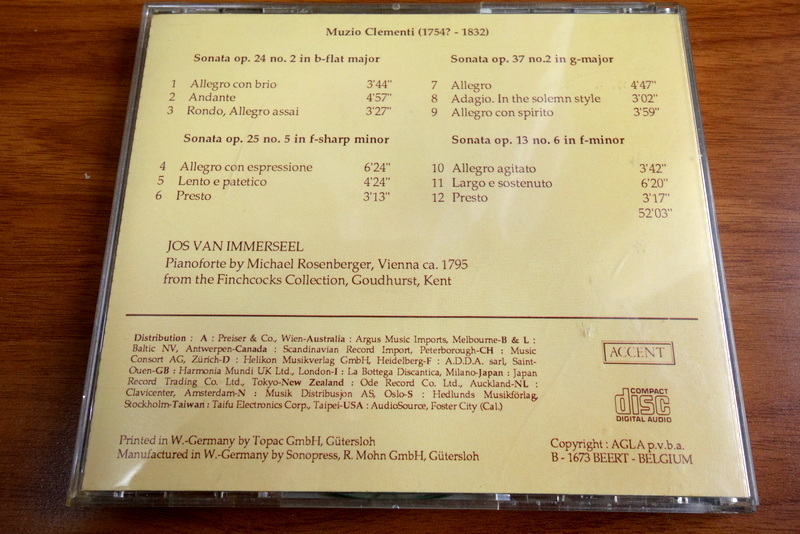 Muzio Clementi (1754? - 1832)
Sonata op. 24 no. 2 in b-flat major
1 Allegro con brio 3'44"
2 Andante 4'57"
3 Rondo, Allegro assai 3'27"
Sonata op. 25 no. 5 in f-sharp minor
4 Allegro con espressione 6'24"
5 Lento e patetico 4'24"
6 Presto 3'13"
Sonata op. 37 no.2 in g-major
7 Allegro 4'47"
8 Adagio. In the solemn style 3'02"
9 Allegro con spirito 3'59"
Sonata op. 13 no. 6 in f-minor
10 Allegro agitato 3'42"
11 Largo e sostenuto 6'20"
12 Presto 3'17"
52'03"
JOS VAN IMMERSEEL
Pianoforte by Michael Rosenberger, Vienna ca. 1795
from the Finchcocks Collection, Goudhurst, Kent
Distribution : A : Preiser & Co., Wien-Australia : Argus Music Imports, Melbourne-B & L :
Baltic NV, Antwerpen-Canada : Scandinavian Record Import, Peterborough-CH : Music
Consort AG, Zürich-D : Helikon Musikverlag GmbH, Heidelberg-F : A.D.D.A. sarl, Saint-
Ouen-GB : Harmonia Mundi UK Ltd., London-I : La Bottega Discantica, Milano-Japan : Japan
Record Trading Co. Ltd., Tokyo-New Zealand : Ode Record Co. Ltd., Auckland-NL :
Clavicenter, Amsterdam-N : Musik Distribusjon AS, Oslo-S : Hedlunds Musikförlag,
Stockholm-Taiwan : Taifu Electronics Corp., Taipei-USA : AudioSource, Foster City (Cal.)
ACCENT
COMPACT
disc
DIGITAL AUDIO
Printed in W.-Germany by Topac GmbH, Gütersloh
Manufactured in W.-Germany by Sonopress, R. Mohn GmbH, Gütersloh
Copyright : AGLA p.v.b.a.
B - 1673 BEERT - BELGIUM